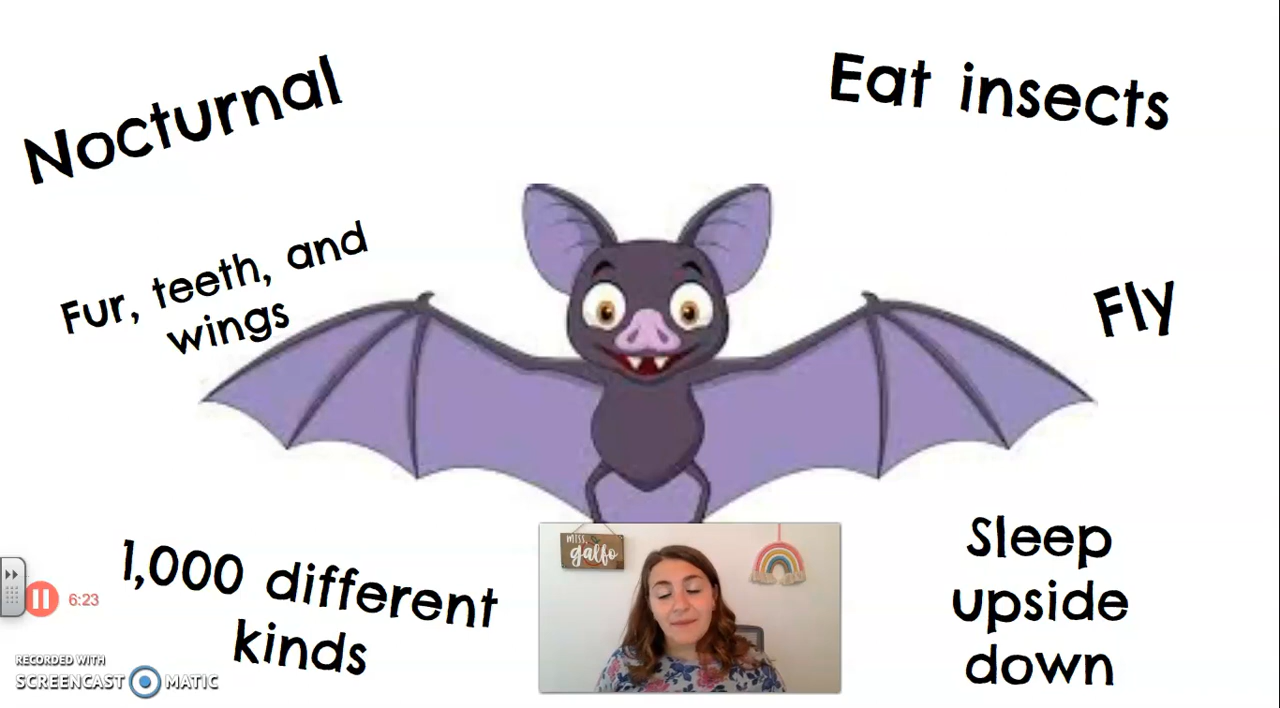 Nocturnal
Eat insects
Fur, teeth, and
wings
Fly
1,000 different
kinds
Sleep
upside
down
miss.
galfo
6:23
RECORDED WITH
SCREENCAST MATIC